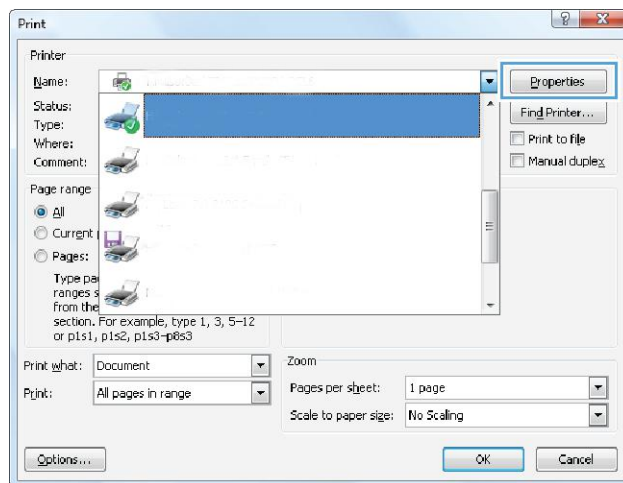 Print
Printer
Name:
Properties
Status:
Type:
Where:
Comment:
Find Printer...
Print to file
Manual duplex
Page range
All
Current
Pages:
Type
ranges
from the
section. For example, type 1, 3, 5–12
or p1s1, p1s2, p1s3–p8s3
Print what:
Document
Print:
All pages in range
Zoom
Pages per sheet:
1 page
Scale to paper size:
No Scaling
Options...
OK
Cancel